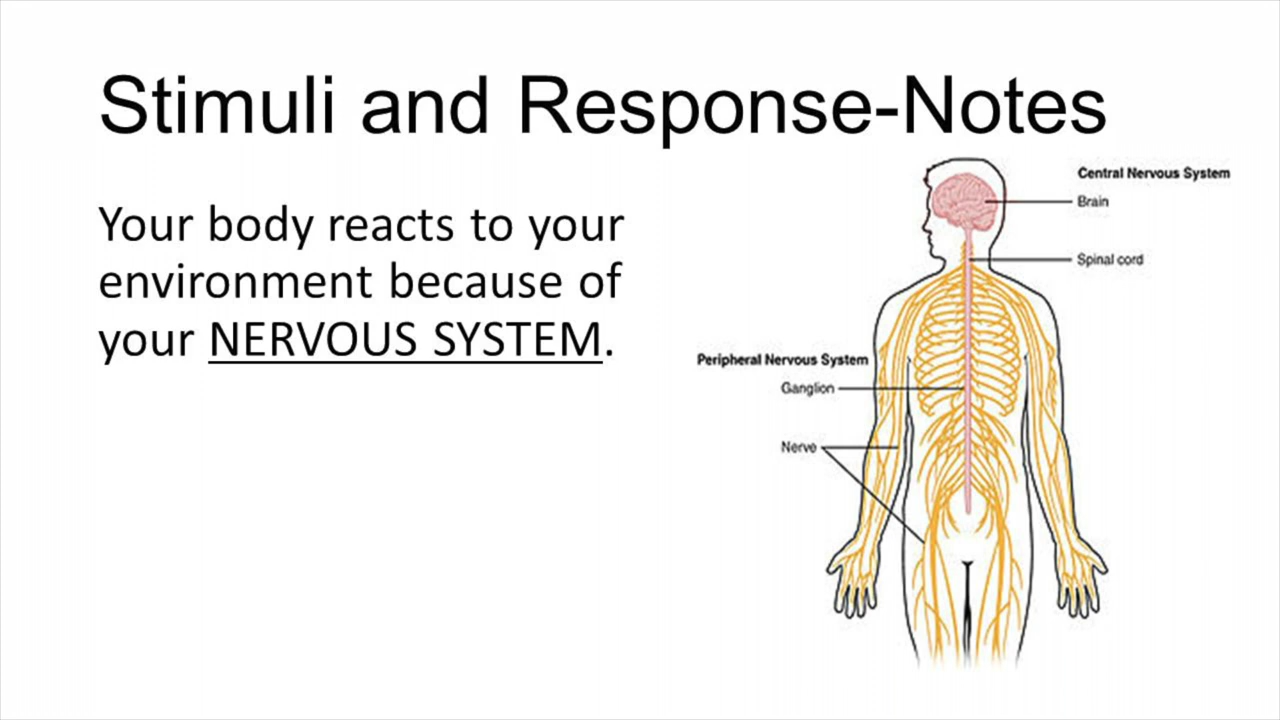 Stimuli and Response-Notes
Your body reacts to your
environment because of
your NERVOUS SYSTEM.
Central Nervous System
Brain
Spinal cord
Peripheral Nervous System
Ganglion
Nerve